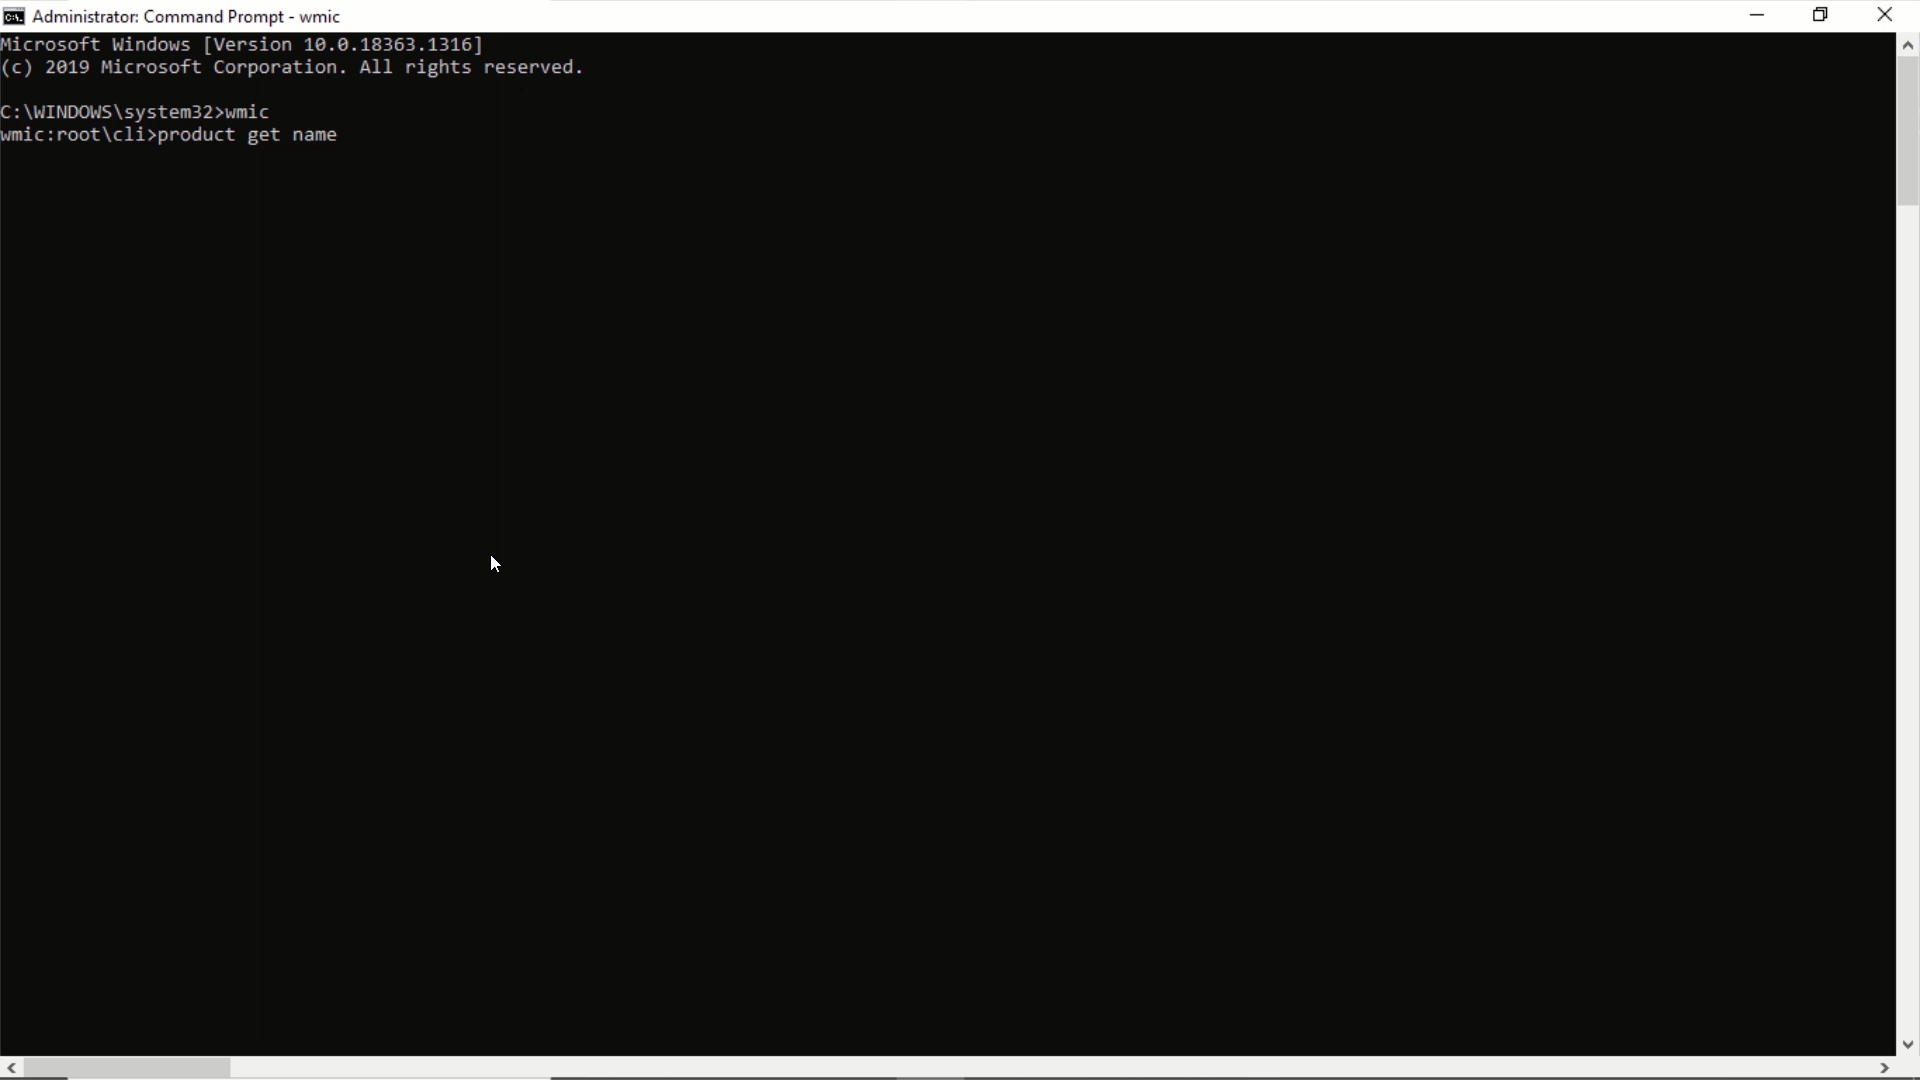 Administrator: Command Prompt - wmic
Microsoft Windows [Version 10.0.18363.1316]
(c) 2019 Microsoft Corporation. All rights reserved.
C:\WINDOWS\system32>wmic
wmic:root\cli>product get name